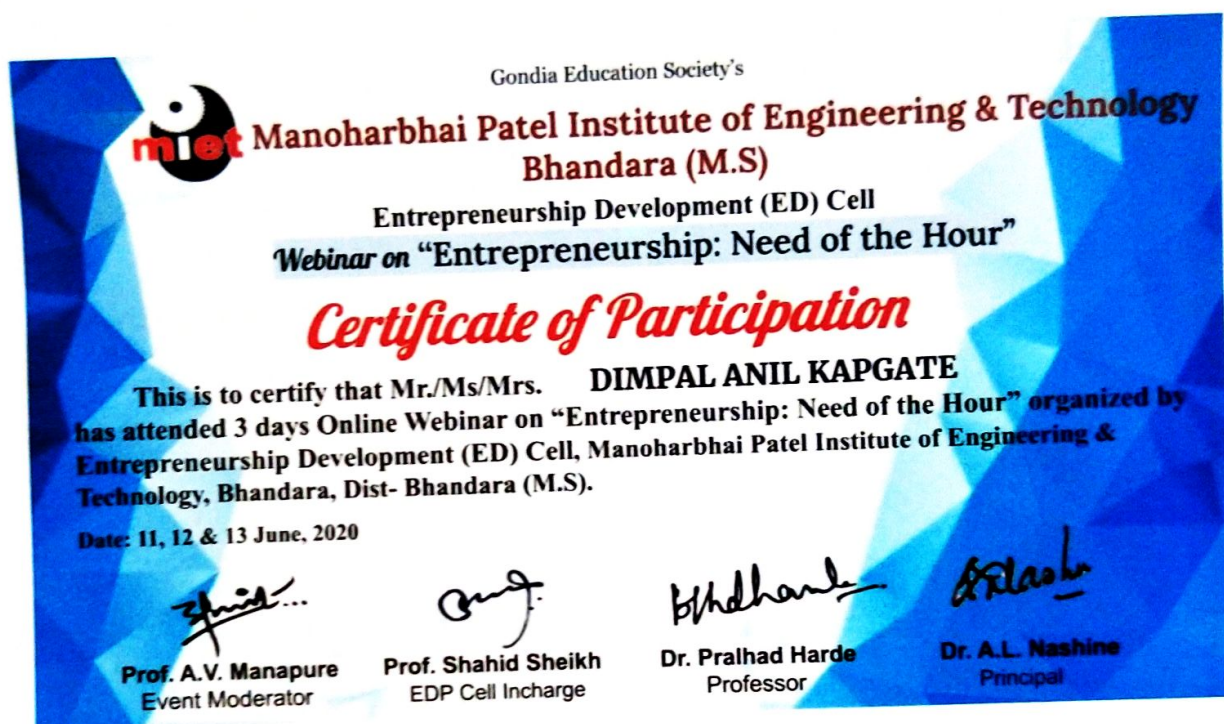 Gondia Education Society's
miet
Manoharbhai Patel Institute of Engineering & Technology
Bhandara (M.S)
Entrepreneurship Development (ED) Cell
Webinar on “Entrepreneurship: Need of the Hour”
Certificate of Participation
This is to certify that Mr./Ms/Mrs. DIMPAL ANIL KAPGATE
has attended 3 days Online Webinar on “Entrepreneurship: Need of the Hour” organized by
Entrepreneurship Development (ED) Cell, Manoharbhai Patel Institute of Engineering &
Technology, Bhandara, Dist- Bhandara (M.S).
Date: 11, 12 & 13 June, 2020
Prof. A.V. Manapure
Event Moderator
Prof. Shahid Sheikh
EDP Cell Incharge
Dr. Pralhad Harde
Professor
Dr. A.L. Nashine
Principal